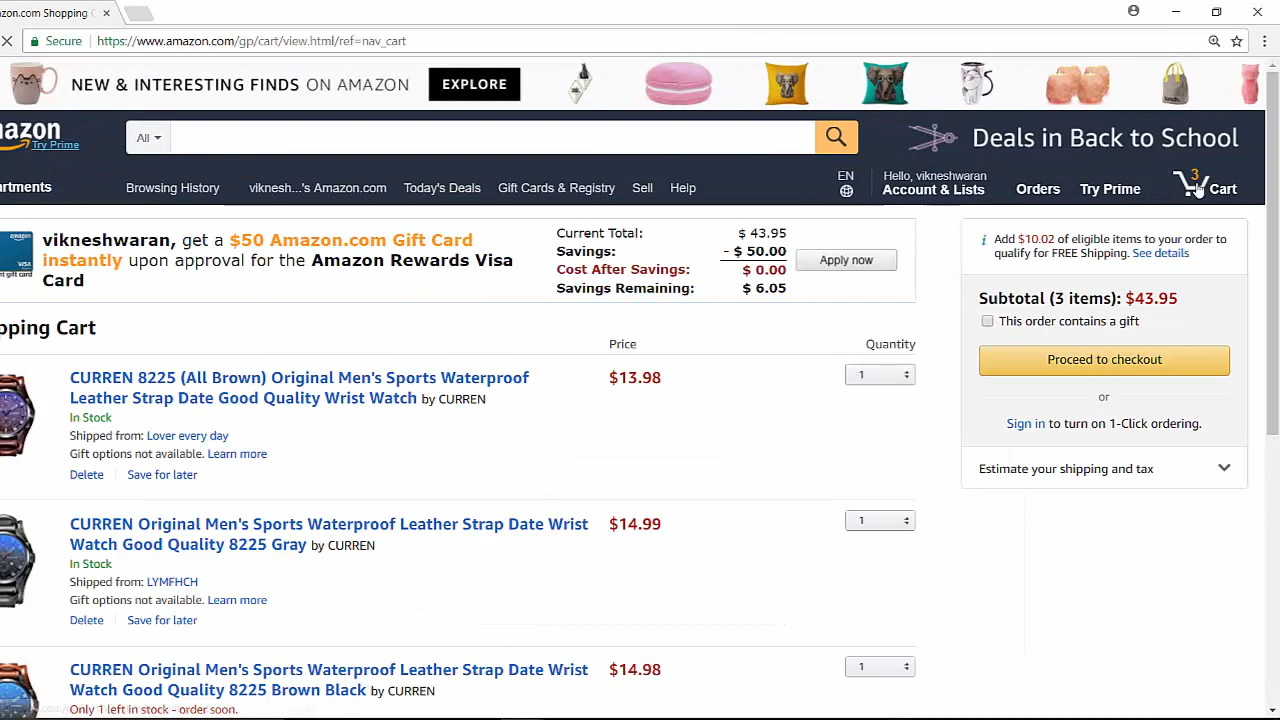 azon.com Shopping C
Secure https://www.amazon.com/gp/cart/view.html/ref=nav_cart
NEW & INTERESTING FINDS ON AMAZON EXPLORE
mazon
Try Prime
All
Deals in Back to School
artments Browsing History viknesh...'s Amazon.com Today's Deals Gift Cards & Registry Sell Help EN Hello, vikneshwaran Account & Lists Orders Try Prime 3 Cart
vikneshwaran, get a $50 Amazon.com Gift Card
instantly upon approval for the Amazon Rewards Visa
Card
VISA
Current Total: $ 43.95
Savings: - $ 50.00
Cost After Savings: $ 0.00
Savings Remaining: $ 6.05
Apply now
pping Cart
Price Quantity
CURREN 8225 (All Brown) Original Men's Sports Waterproof
Leather Strap Date Good Quality Wrist Watch by CURREN
$13.98 1
In Stock
Shipped from: Lover every day
Gift options not available. Learn more
Delete Save for later
CURREN Original Men's Sports Waterproof Leather Strap Date Wrist
Watch Good Quality 8225 Gray by CURREN
$14.99 1
In Stock
Shipped from: LYMFHCH
Gift options not available. Learn more
Delete Save for later
CURREN Original Men's Sports Waterproof Leather Strap Date Wrist
Watch Good Quality 8225 Brown Black by CURREN
$14.98 1
Only 1 left in stock - order soon.
Add $10.02 of eligible items to your order to
qualify for FREE Shipping. See details
Subtotal (3 items): $43.95
This order contains a gift
Proceed to checkout
or
Sign in to turn on 1-Click ordering.
Estimate your shipping and tax